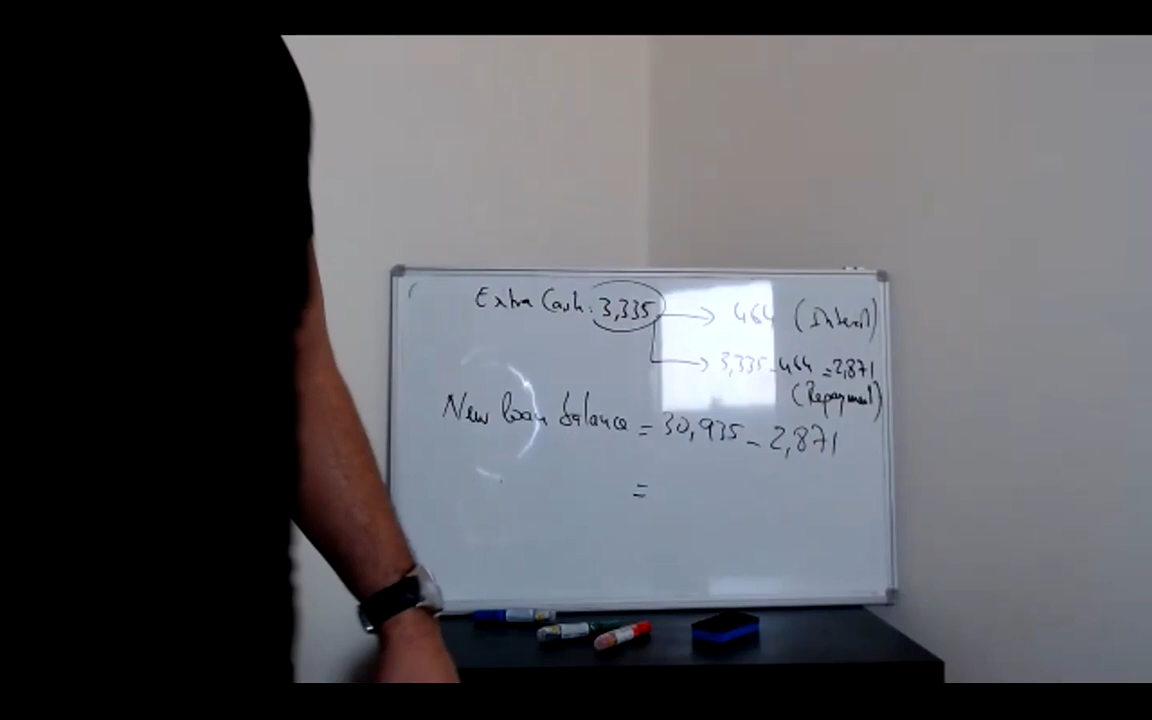 Extra Cash: 3,335 → 464 (Interest)
→ 3,335 - 464 = 2,871
(Repayment)
New loan balance = 30,935 - 2,871
=